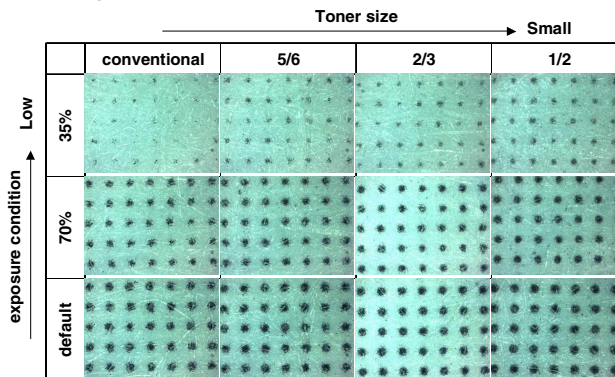 Toner size
Small
conventional 5/6 2/3 1/2
Low
exposure condition
35%
70%
default